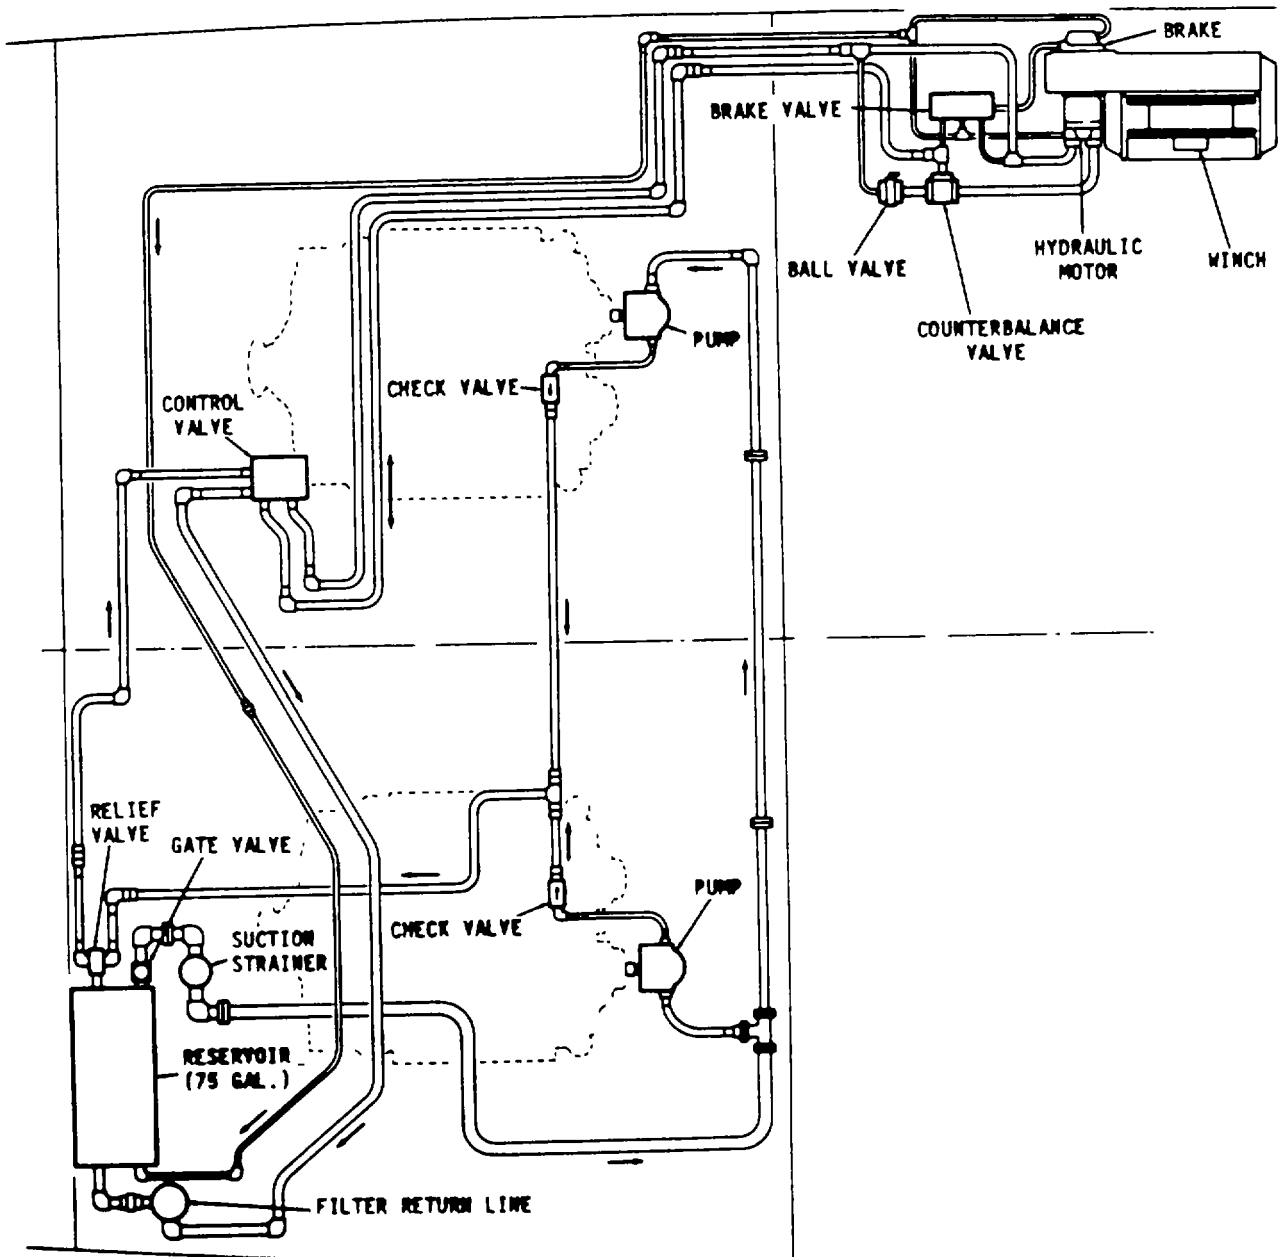 BRAKE
BRAKE VALVE
HYDRAULIC
MOTOR
WINCH
BALL VALVE
COUNTERBALANCE
VALVE
PUMP
CHECK VALVE
CONTROL
VALVE
RELIEF
VALVE
GATE VALVE
PUMP
CHECK VALVE
SUCTION
STRAINER
RESERVOIR
(75 GAL.)
FILTER RETURN LINE